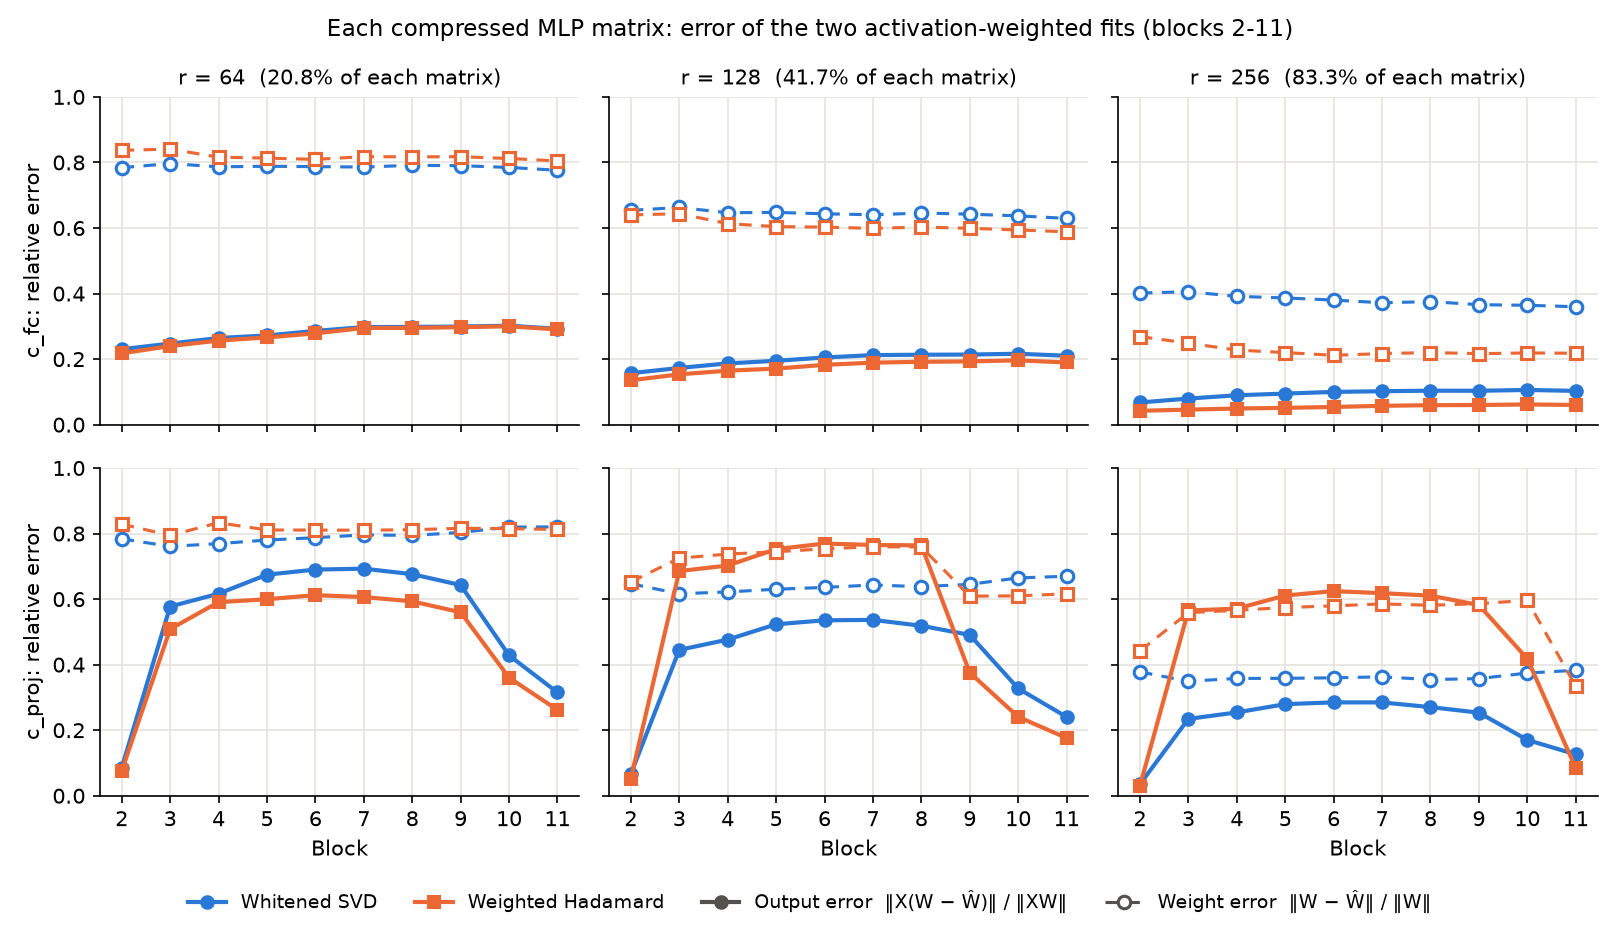 Each compressed MLP matrix: error of the two activation-weighted fits (blocks 2-11)
r = 64  (20.8% of each matrix)
r = 128  (41.7% of each matrix)
r = 256  (83.3% of each matrix)
c_fc: relative error
1.0
0.8
0.6
0.4
0.2
0.0
c_proj: relative error
1.0
0.8
0.6
0.4
0.2
0.0
2 3 4 5 6 7 8 9 10 11
2 3 4 5 6 7 8 9 10 11
2 3 4 5 6 7 8 9 10 11
Block
Block
Block
Whitened SVD
Weighted Hadamard
Output error  ‖X(W − Ŵ)‖ / ‖XW‖
Weight error  ‖W − Ŵ‖ / ‖W‖